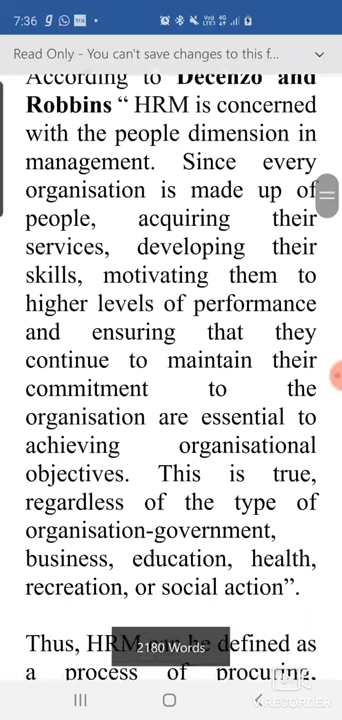 7:36
Read Only - You can't save changes to this f...
According to Decenzo and
Robbins “ HRM is concerned
with the people dimension in
management. Since every
organisation is made up of
people, acquiring their
services, developing their
skills, motivating them to
higher levels of performance
and ensuring that they
continue to maintain their
commitment to the
organisation are essential to
achieving organisational
objectives. This is true,
regardless of the type of
organisation-government,
business, education, health,
recreation, or social action”.
Thus, HRM can be defined as
2180 Words
a process of procuring,
RECORDER